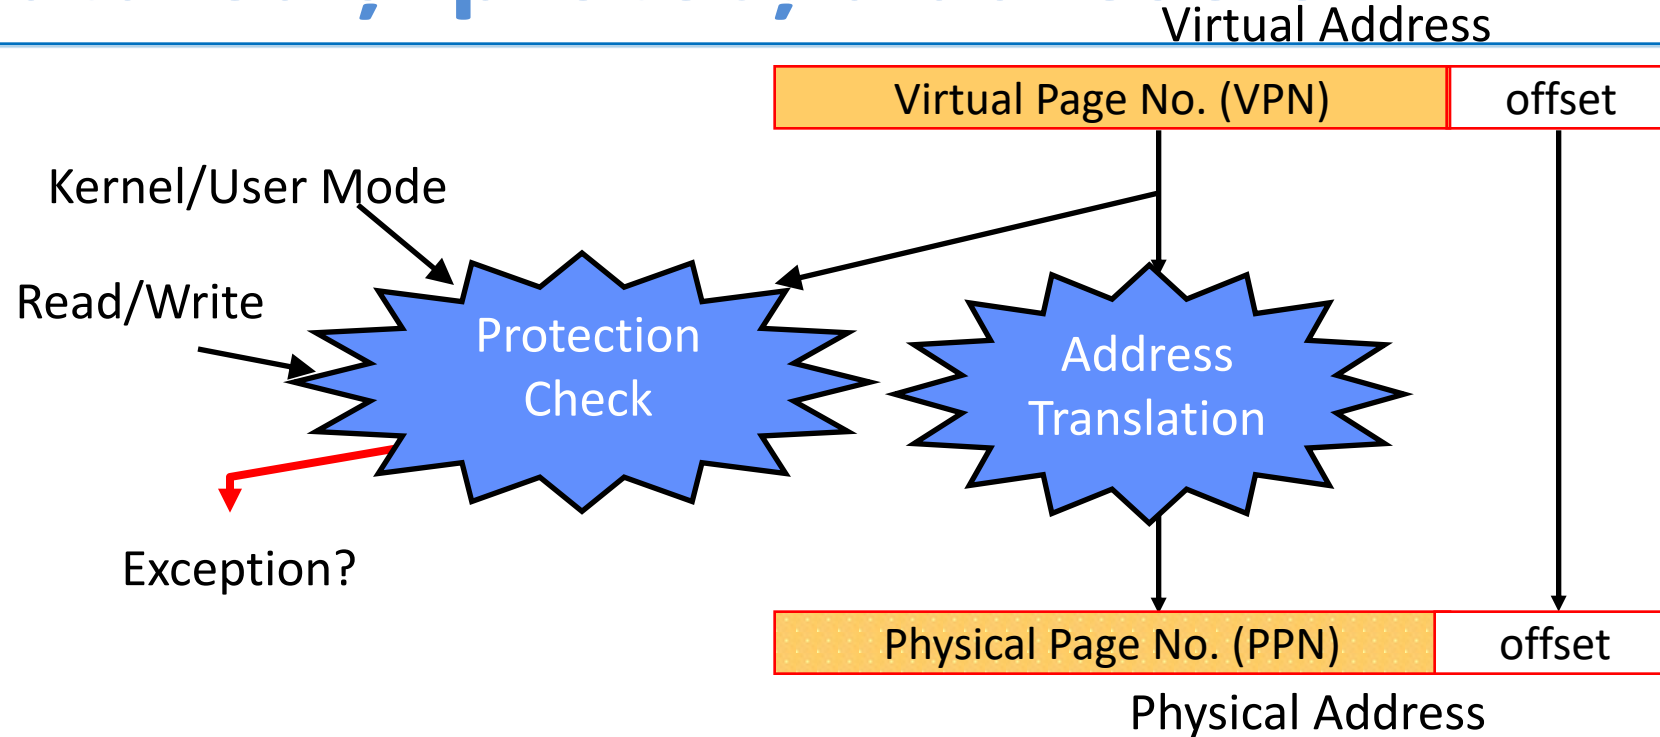 Virtual Address
Virtual Page No. (VPN) offset
Kernel/User Mode
Read/Write
Protection
Check
Address
Translation
Exception?
Physical Page No. (PPN) offset
Physical Address